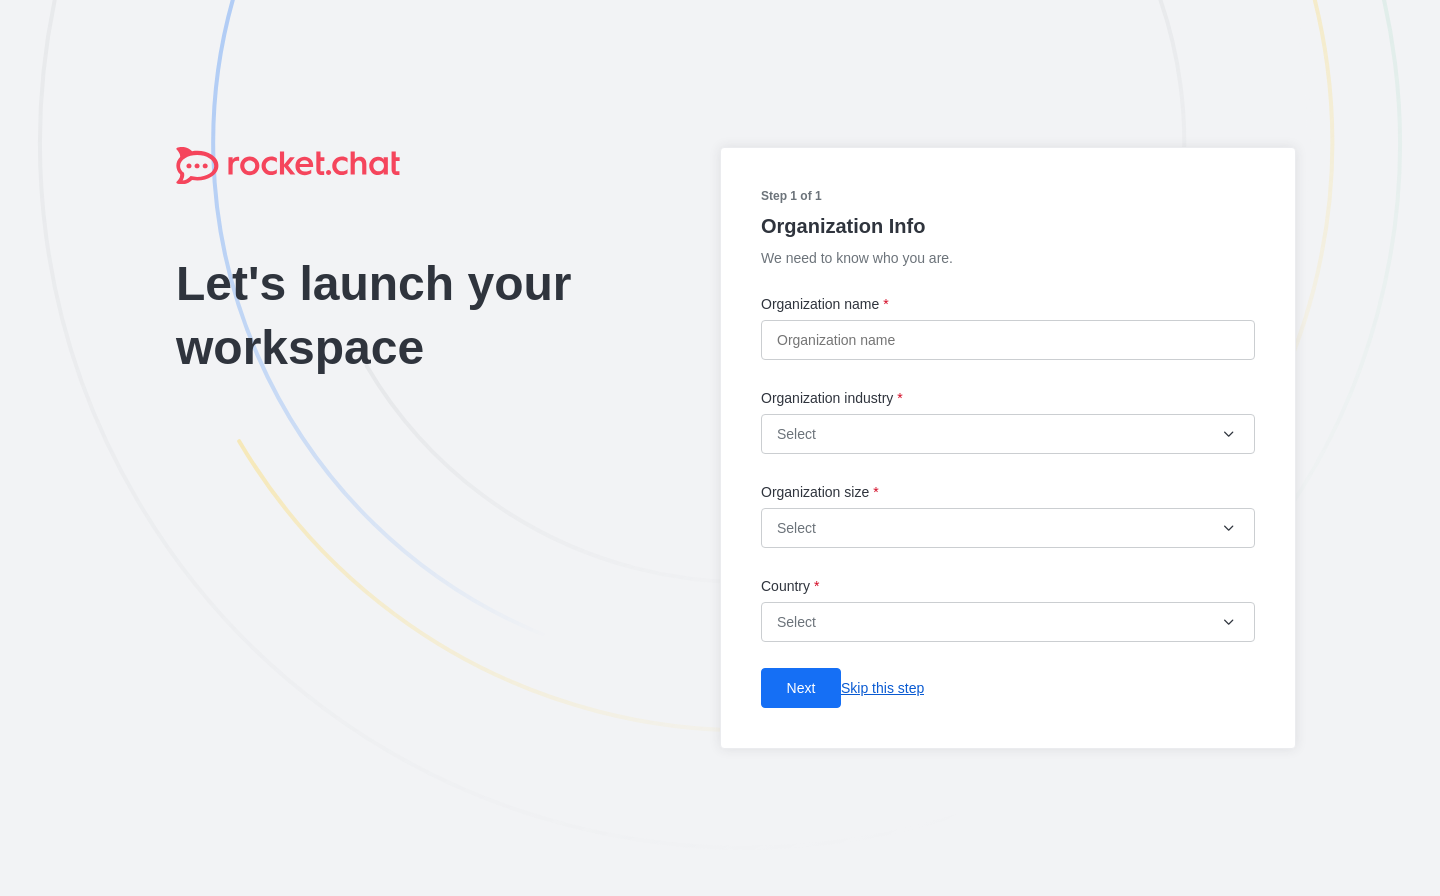 rocket.chat
Let's launch your
workspace
Step 1 of 1
Organization Info
We need to know who you are.
Organization name *
Organization name
Organization industry *
Select
Organization size *
Select
Country *
Select
Next
Skip this step